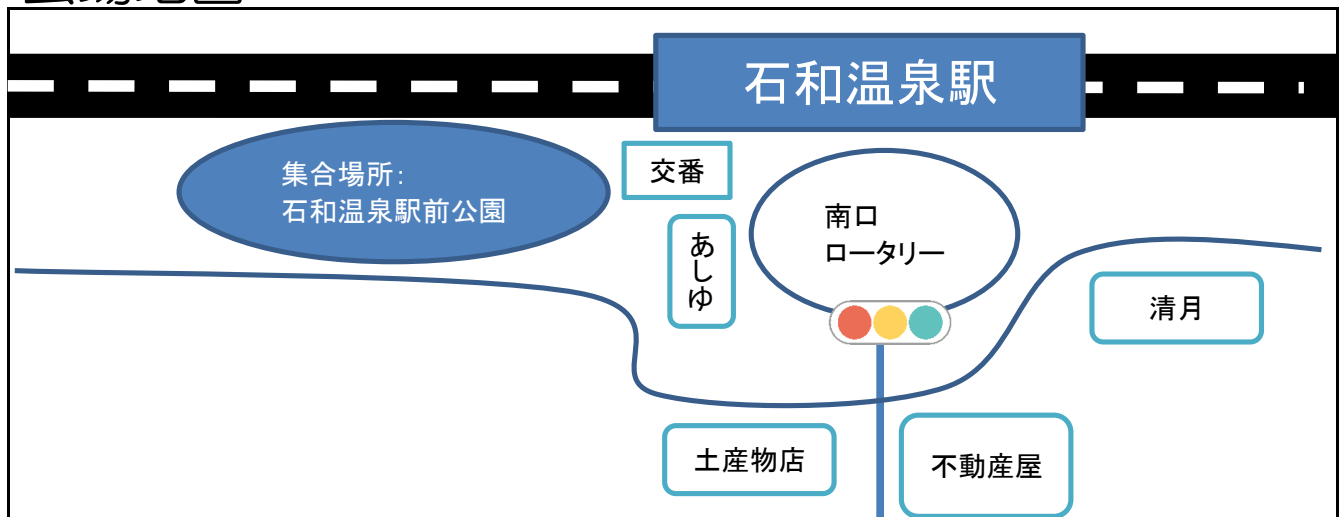 石和温泉駅
集合場所：
石和温泉駅前公園
交番
南口
ロータリー
あしゆ
清月
土産物店
不動産屋